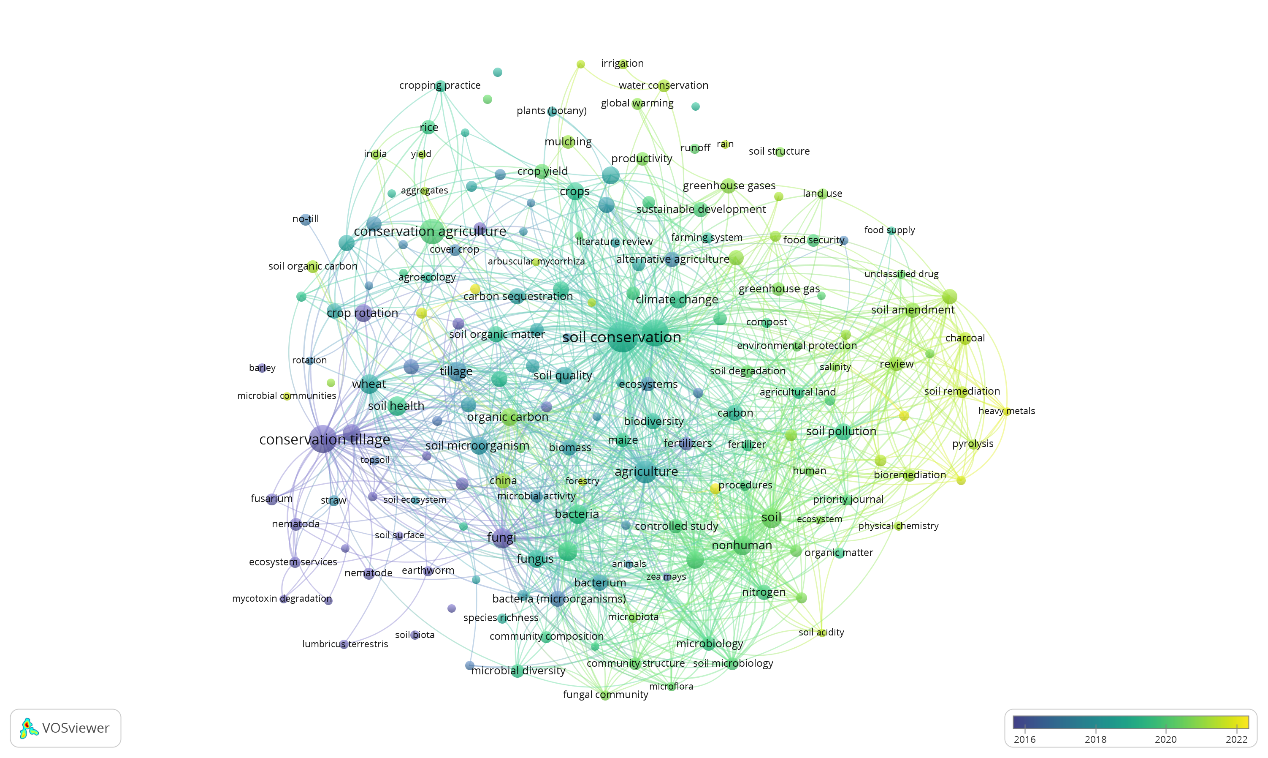 irrigation
cropping practice
water conservation
global warming
plants (botany)
rice
mulching
runoff
rain
soil structure
india
yield
productivity
crop yield
aggregates
crops
greenhouse gases
land use
sustainable development
no-till
conservation agriculture
food supply
literature review
farming system
food security
cover crop
alternative agriculture
arbuscular mycorrhiza
soil organic carbon
agroecology
unclassified drug
greenhouse gas
carbon sequestration
climate change
crop rotation
soil amendment
compost
soil organic matter
soil conservation
charcoal
environmental protection
rotation
barley
review
salinity
tillage
soil quality
soil degradation
wheat
ecosystems
microbial communities
agricultural land
soil remediation
soil health
heavy metals
organic carbon
carbon
biodiversity
soil pollution
conservation tillage
maize
fertilizers
fertilizer
pyrolysis
soil microorganism
biomass
topsoil
agriculture
human
bioremediation
china
forestry
procedures
fusarium
straw
soil ecosystem
microbial activity
priority journal
bacteria
soil
ecosystem
nematoda
controlled study
physical chemistry
soil surface
fungi
nonhuman
organic matter
fungus
ecosystem services
animals
nematode
earthworm
zea mays
bacterium
nitrogen
mycotoxin degradation
bacteria (microorganisms)
species richness
microbiota
soil acidity
soil biota
community composition
lumbricus terrestris
microbiology
community structure
soil microbiology
microbial diversity
microflora
fungal community
VOSviewer
2016
2018
2020
2022